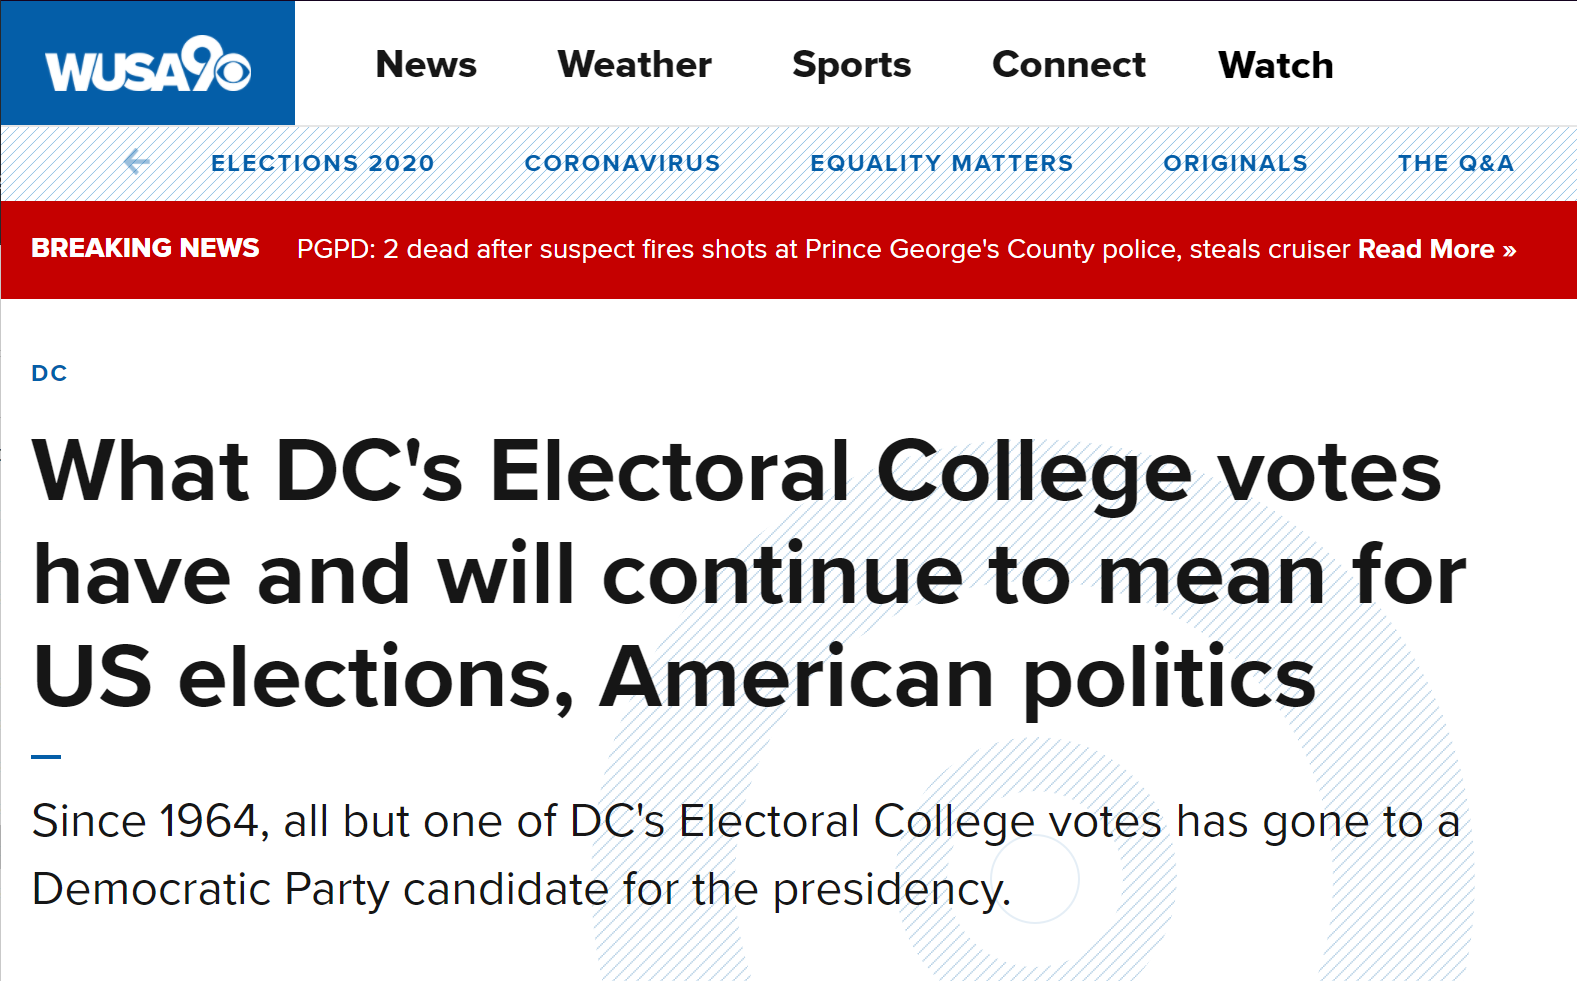 WUSA9
News Weather Sports Connect Watch
ELECTIONS 2020 CORONAVIRUS EQUALITY MATTERS ORIGINALS THE Q&A
BREAKING NEWS PGPD: 2 dead after suspect fires shots at Prince George's County police, steals cruiser Read More »
DC
What DC's Electoral College votes
have and will continue to mean for
US elections, American politics
Since 1964, all but one of DC's Electoral College votes has gone to a
Democratic Party candidate for the presidency.